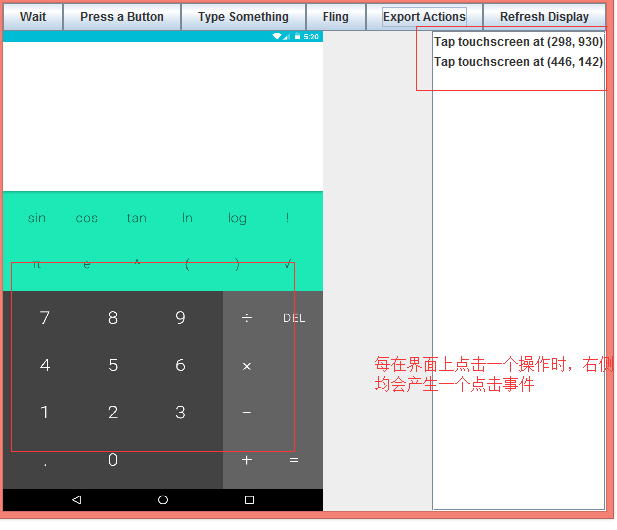 Wait Press a Button Type Something Fling Export Actions Refresh Display
5:20
Tap touchscreen at (298, 930)
Tap touchscreen at (446, 142)
sin cos tan ln log !
π e ^ ( ) √
7 8 9 ÷ DEL
4 5 6 ×
1 2 3 −
. 0 + =
每在界面上点击一个操作时，右侧
均会产生一个点击事件